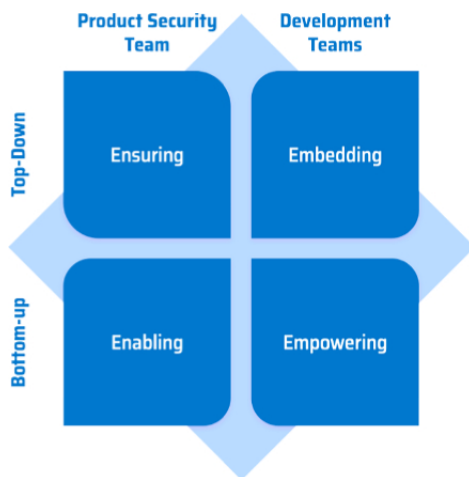 Product Security
Team
Development
Teams
Top-Down
Ensuring
Embedding
Bottom-up
Enabling
Empowering